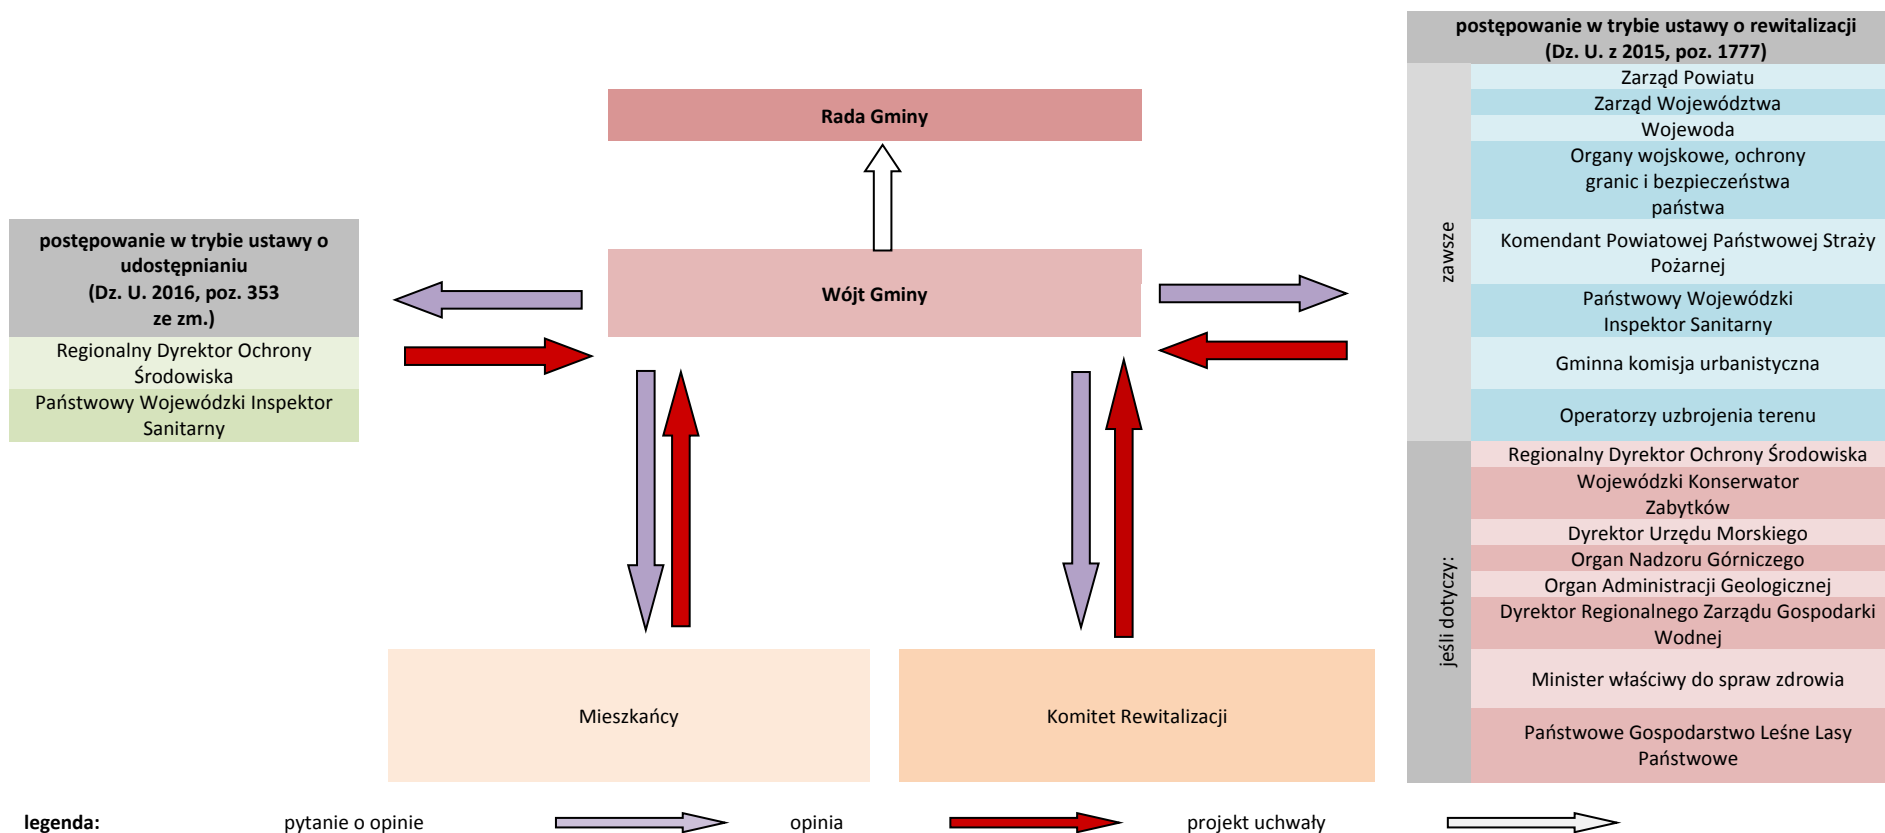 postępowanie w trybie ustawy o rewitalizacji
(Dz. U. z 2015, poz. 1777)
zawsze
Zarząd Powiatu
Zarząd Województwa
Wojewoda
Organy wojskowe, ochrony
granic i bezpieczeństwa
państwa
Komendant Powiatowej Państwowej Straży
Pożarnej
Państwowy Wojewódzki
Inspektor Sanitarny
Gminna komisja urbanistyczna
Operatorzy uzbrojenia terenu
jeśli dotyczy:
Regionalny Dyrektor Ochrony Środowiska
Wojewódzki Konserwator
Zabytków
Dyrektor Urzędu Morskiego
Organ Nadzoru Górniczego
Organ Administracji Geologicznej
Dyrektor Regionalnego Zarządu Gospodarki
Wodnej
Minister właściwy do spraw zdrowia
Państwowe Gospodarstwo Leśne Lasy
Państwowe
Rada Gminy
Wójt Gminy
postępowanie w trybie ustawy o
udostępnianiu
(Dz. U. 2016, poz. 353
ze zm.)
Regionalny Dyrektor Ochrony
Środowiska
Państwowy Wojewódzki Inspektor
Sanitarny
Mieszkańcy
Komitet Rewitalizacji
legenda:
pytanie o opinie
opinia
projekt uchwały